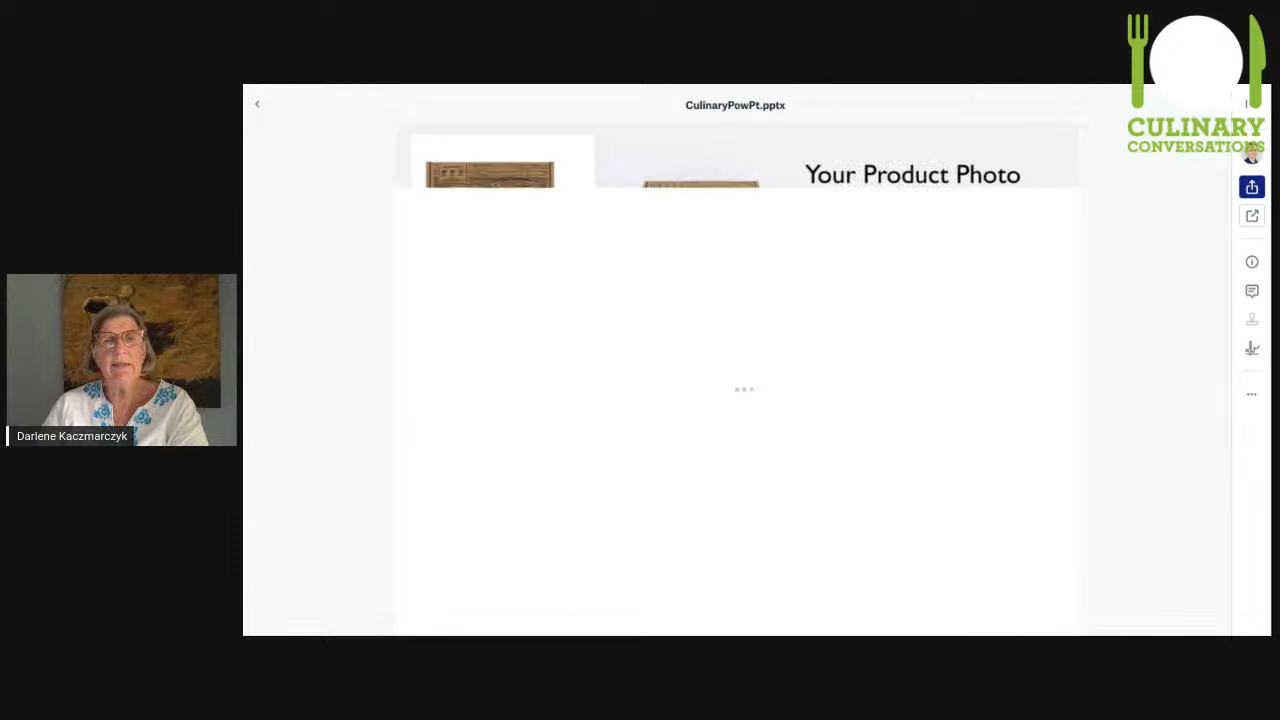 CULINARY
CONVERSATIONS
CulinaryPowPt.pptx
Your Product Photo
Darlene Kaczmarczyk